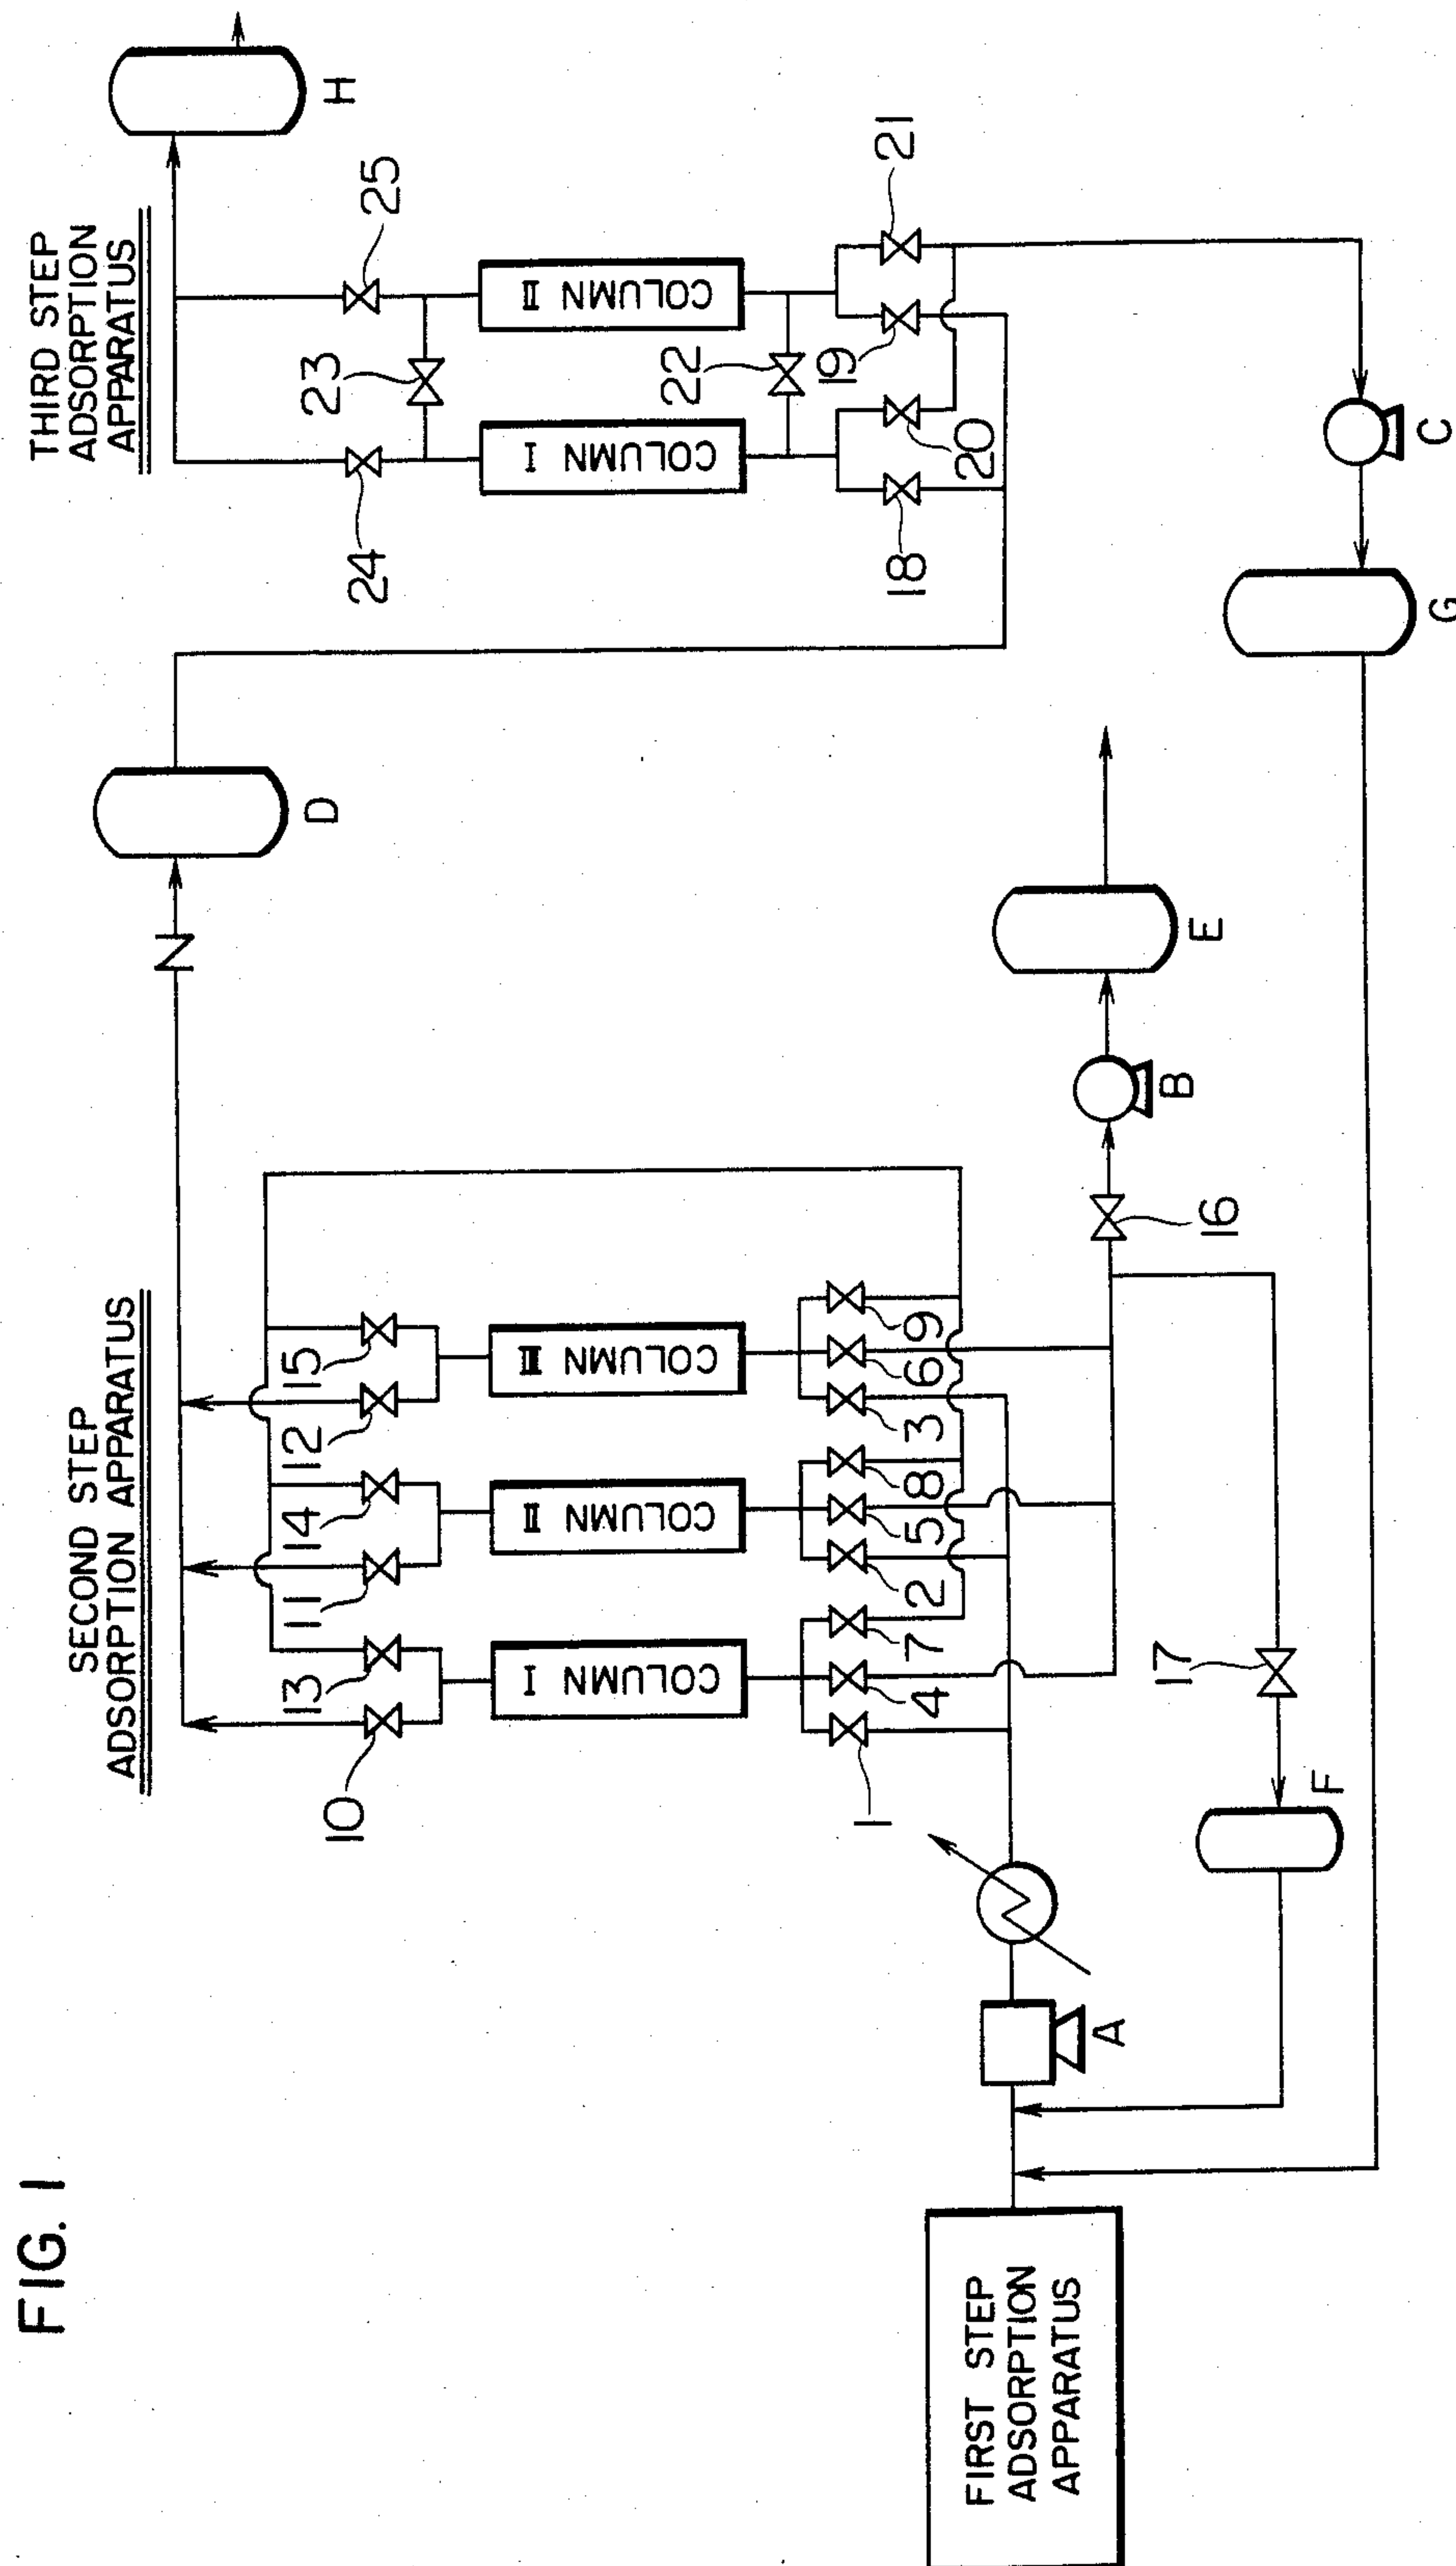 FIG. 1
FIRST STEP
ADSORPTION
APPARATUS
SECOND STEP
ADSORPTION APPARATUS
THIRD STEP
ADSORPTION
APPARATUS
10
13
11
14
12
15
COLUMN I
COLUMN II
COLUMN III
1
4
7
2
5
8
3
6
9
A
F
17
16
B
E
D
N
24
23
25
COLUMN I
COLUMN II
22
18
20
19
21
H
C
G